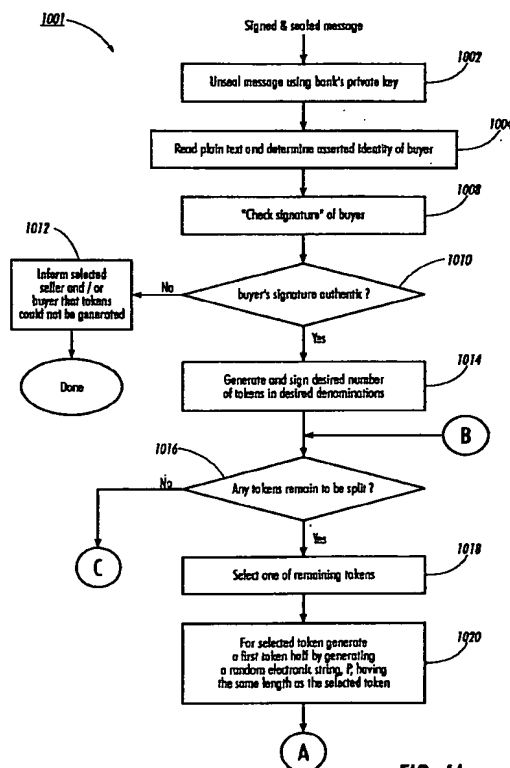 1001
Signed & sealed message
1002
Unseal message using bank's private key
1004
Read plain text and determine asserted identity of buyer
1008
"Check signature" of buyer
1012
1010
Inform selected
seller and / or
buyer that tokens
could not be generated
No
buyer's signature authentic ?
Yes
Done
1014
Generate and sign desired number
of tokens in desired denominations
B
1016
No
Any tokens remain to be split ?
Yes
C
1018
Select one of remaining tokens
1020
For selected token generate
a first token half by generating
a random electronic string, P, having
the same length as the selected token
A